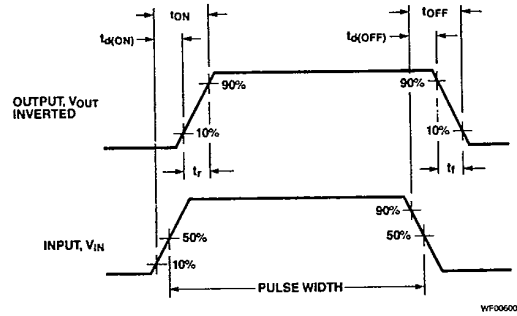 tON
tOFF
td(ON)
td(OFF)
OUTPUT, VOUT
INVERTED
90%
90%
10%
10%
tr
tf
INPUT, VIN
90%
50%
50%
10%
PULSE WIDTH
WF00600